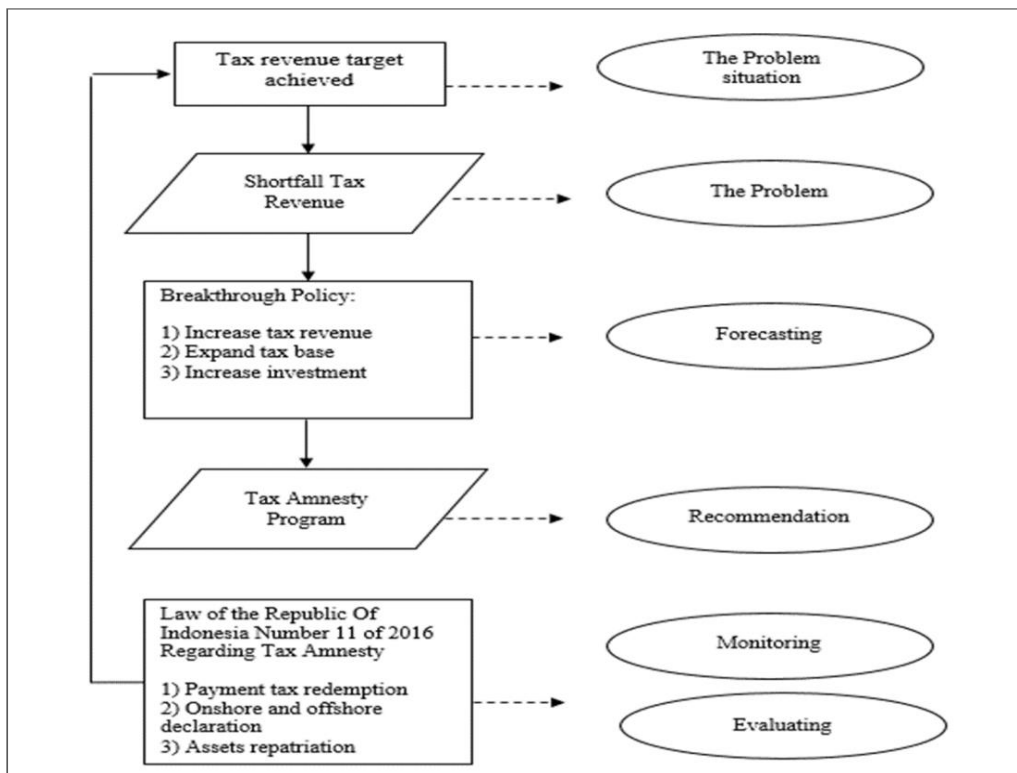 Tax revenue target
achieved
The Problem
situation
Shortfall Tax
Revenue
The Problem
Breakthrough Policy:
1) Increase tax revenue
2) Expand tax base
3) Increase investment
Forecasting
Tax Amnesty
Program
Recommendation
Law of the Republic Of
Indonesia Number 11 of 2016
Regarding Tax Amnesty
1) Payment tax redemption
2) Onshore and offshore
declaration
3) Assets repatriation
Monitoring
Evaluating